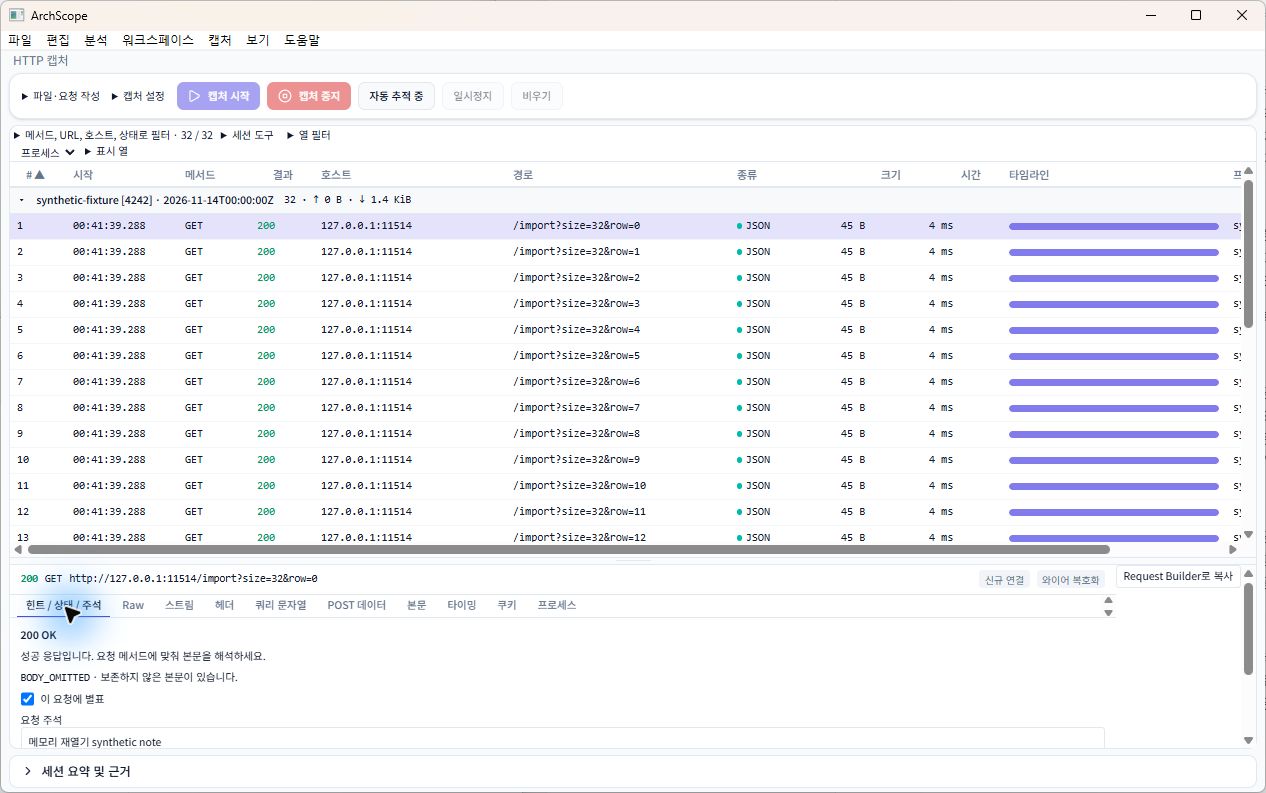 ArchScope
파일 편집 분석 워크스페이스 캡처 보기 도움말
HTTP 캡처
▶ 파일·요청 작성 ▶ 캡처 설정 캡처 시작 캡처 중지 자동 추적 중 일시정지 비우기
▶ 메서드, URL, 호스트, 상태로 필터 · 32 / 32 ▶ 세션 도구 ▶ 열 필터
프로세스 ▶ 표시 열
# ▲ 시작 메서드 결과 호스트 경로 종류 크기 시간 타임라인
synthetic-fixture [4242] · 2026-11-14T00:00:00Z 32 · ↑ 0 B · ↓ 1.4 KiB
1 00:41:39.288 GET 200 127.0.0.1:11514 /import?size=32&row=0 JSON 45 B 4 ms
2 00:41:39.288 GET 200 127.0.0.1:11514 /import?size=32&row=1 JSON 45 B 4 ms
3 00:41:39.288 GET 200 127.0.0.1:11514 /import?size=32&row=2 JSON 45 B 4 ms
4 00:41:39.288 GET 200 127.0.0.1:11514 /import?size=32&row=3 JSON 45 B 4 ms
5 00:41:39.288 GET 200 127.0.0.1:11514 /import?size=32&row=4 JSON 45 B 4 ms
6 00:41:39.288 GET 200 127.0.0.1:11514 /import?size=32&row=5 JSON 45 B 4 ms
7 00:41:39.288 GET 200 127.0.0.1:11514 /import?size=32&row=6 JSON 45 B 4 ms
8 00:41:39.288 GET 200 127.0.0.1:11514 /import?size=32&row=7 JSON 45 B 4 ms
9 00:41:39.288 GET 200 127.0.0.1:11514 /import?size=32&row=8 JSON 45 B 4 ms
10 00:41:39.288 GET 200 127.0.0.1:11514 /import?size=32&row=9 JSON 45 B 4 ms
11 00:41:39.288 GET 200 127.0.0.1:11514 /import?size=32&row=10 JSON 45 B 4 ms
12 00:41:39.288 GET 200 127.0.0.1:11514 /import?size=32&row=11 JSON 45 B 4 ms
13 00:41:39.288 GET 200 127.0.0.1:11514 /import?size=32&row=12 JSON 45 B 4 ms
200 GET http://127.0.0.1:11514/import?size=32&row=0 신규 연결 와이어 복호화 Request Builder로 복사
힌트 / 상태 / 주석 Raw 스트림 헤더 쿼리 문자열 POST 데이터 본문 타이밍 쿠키 프로세스
200 OK
성공 응답입니다. 요청 메서드에 맞춰 본문을 해석하세요.
BODY_OMITTED · 보존하지 않은 본문이 있습니다.
이 요청에 별표
요청 주석
메모리 재열기 synthetic note
세션 요약 및 근거